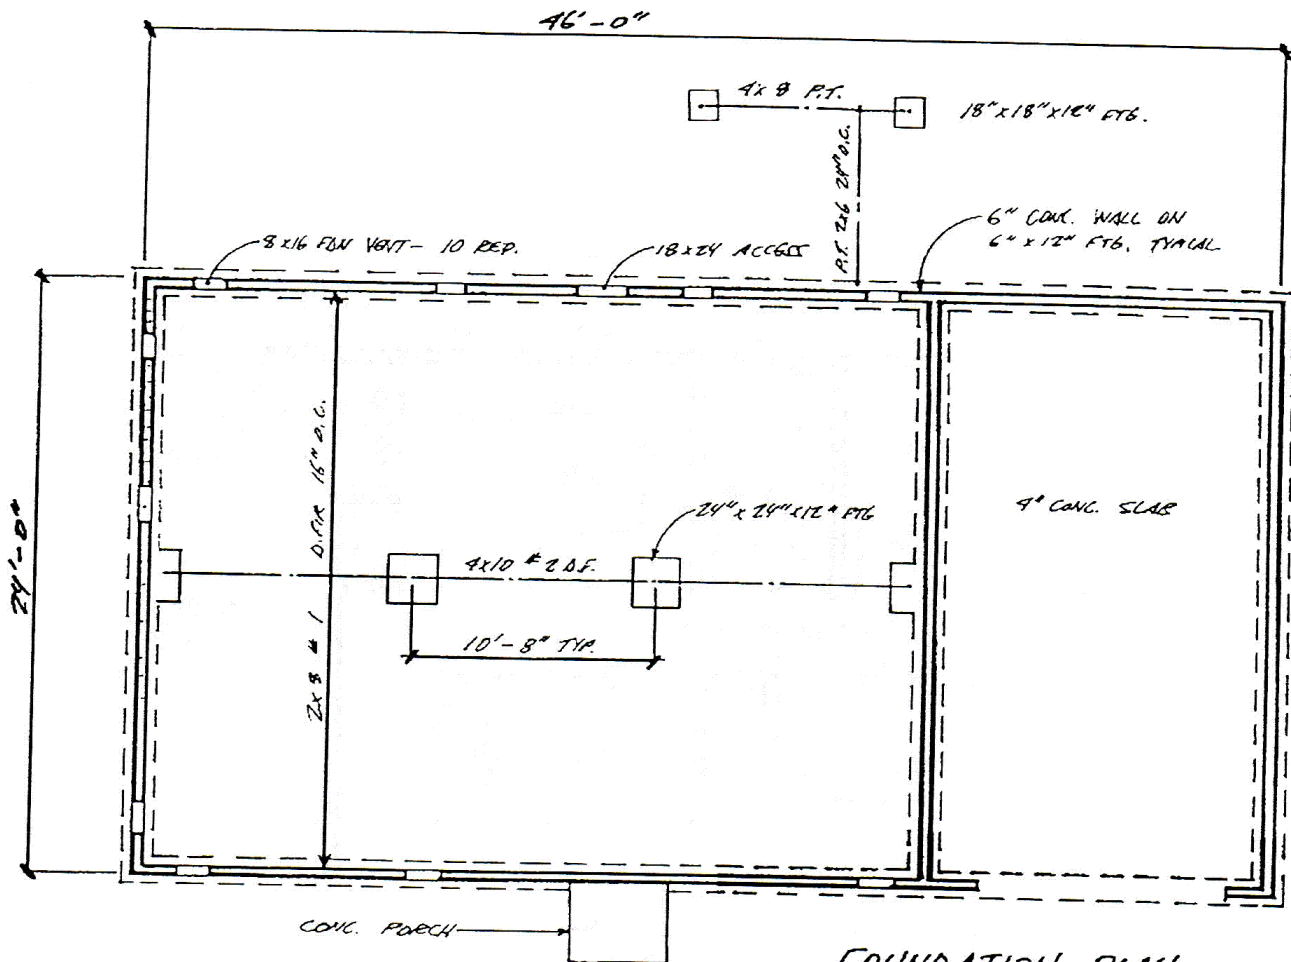 46'-0"
4x8 P.T.
18"x18"x12" FTG.
P.T. 2x6 24" O.C.
8x16 FDN VENT - 10 REQ.
18x24 ACCESS
6" CONC. WALL ON
6" x 12" FTG. TYPICAL
24'-0"
2x8 #1 D.FIR 16" O.C.
24"x24"x12" FTG
4x10 #2 D.F.
4" CONC. SLAB
10'-8" TYP.
CONC. PORCH
FOUNDATION PLAN